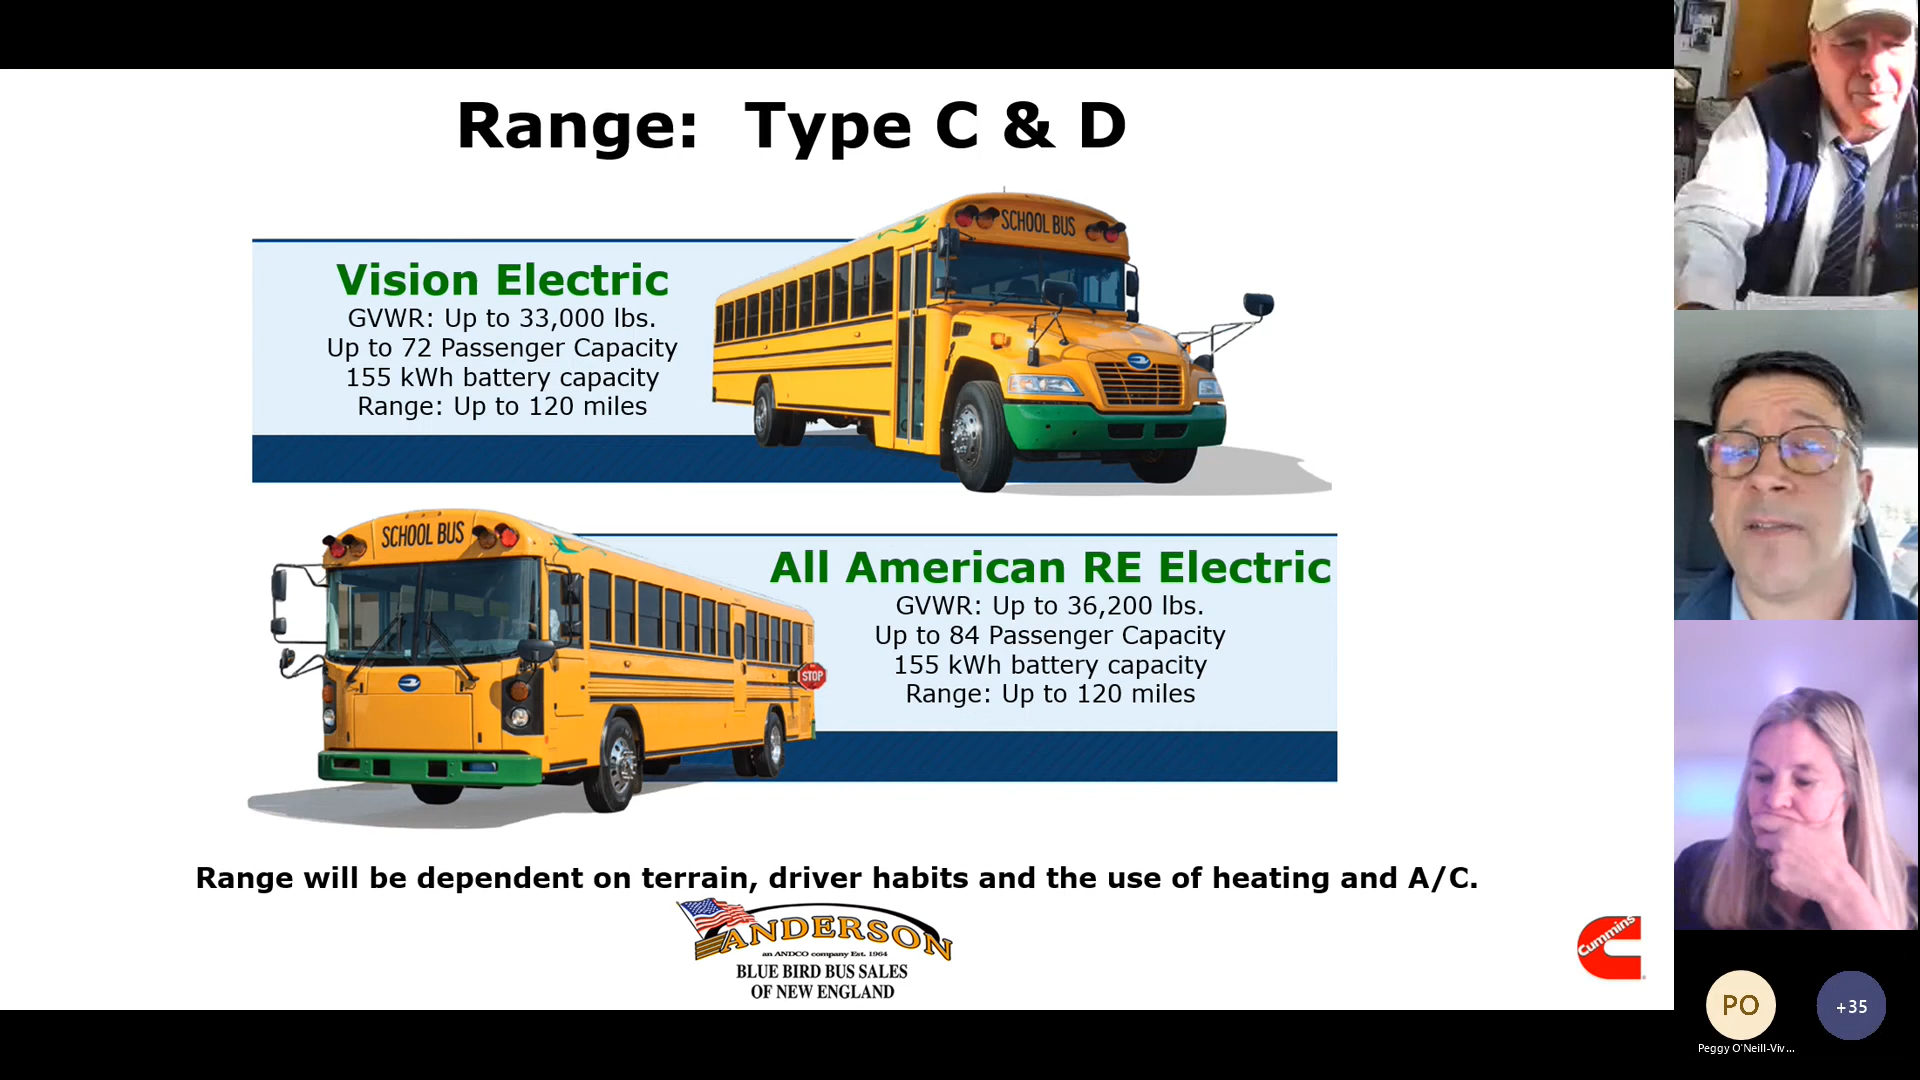 Range: Type C & D
SCHOOL BUS
Vision Electric
GVWR: Up to 33,000 lbs.
Up to 72 Passenger Capacity
155 kWh battery capacity
Range: Up to 120 miles
SCHOOL BUS
STOP
All American RE Electric
GVWR: Up to 36,200 lbs.
Up to 84 Passenger Capacity
155 kWh battery capacity
Range: Up to 120 miles
Range will be dependent on terrain, driver habits and the use of heating and A/C.
ANDERSON
an ANDCO company Est. 1964
BLUE BIRD BUS SALES
OF NEW ENGLAND
Cummins
PO
+35
Peggy O'Neill-Viv...